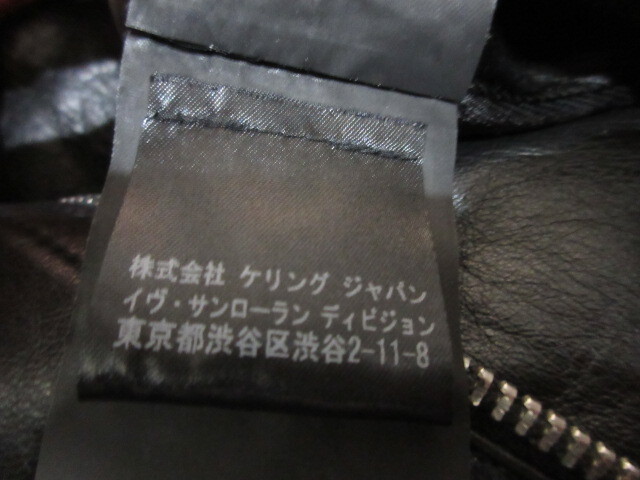 株式会社 ケリング ジャパン
イヴ・サンローラン ディビジョン
東京都渋谷区渋谷2-11-8